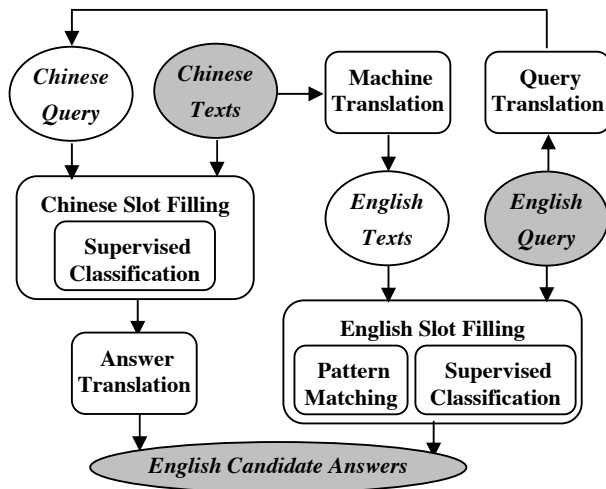 Chinese
Query
Chinese
Texts
Machine
Translation
Query
Translation
Chinese Slot Filling
Supervised
Classification
English
Texts
English
Query
Answer
Translation
English Slot Filling
Pattern
Matching
Supervised
Classification
English Candidate Answers